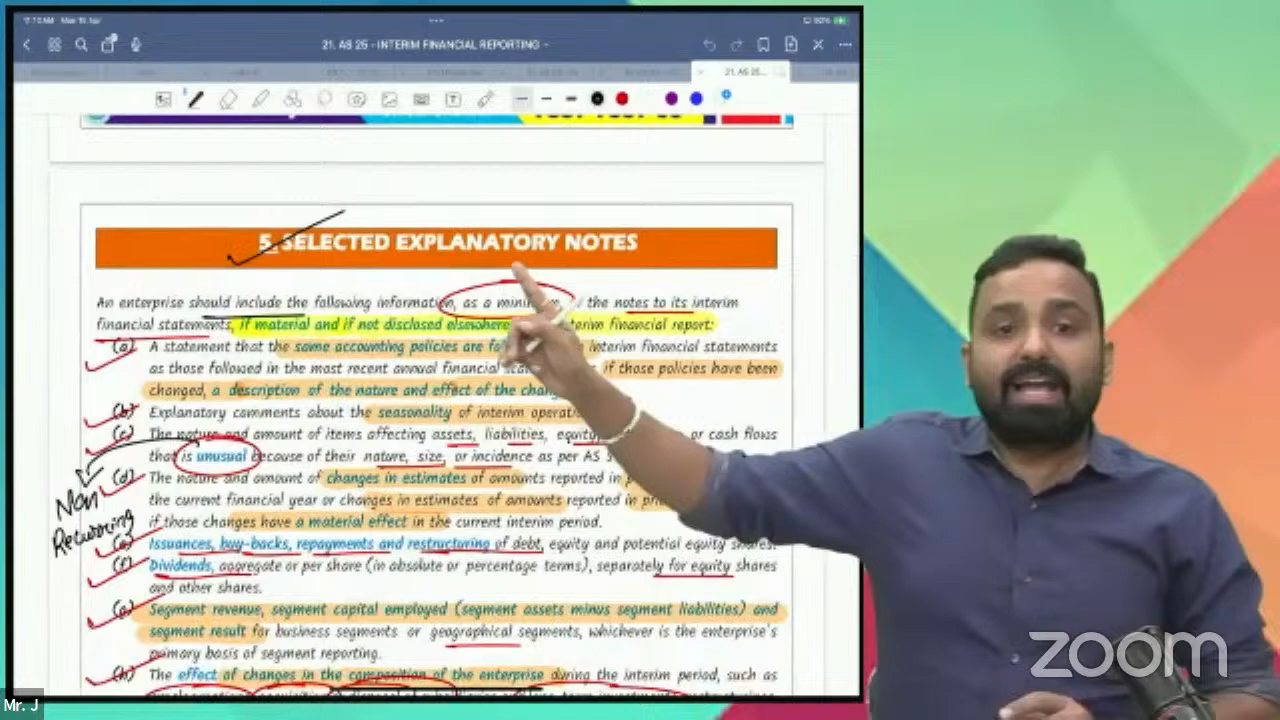 21. AS 25 - INTERIM FINANCIAL REPORTING
21. AS 25...
5. SELECTED EXPLANATORY NOTES
An enterprise should include the following information, as a minimum the notes to its interim
financial statements, if material and if not disclosed elsewhere interim financial report:
(a) A statement that the same accounting policies are interim financial statements
as those followed in the most recent annual financial if those policies have been
changed, a description of the nature and effect of the
(b) Explanatory comments about the seasonality of interim
(c) The nature and amount of items affecting assets, liabilities, or cash flows
that is unusual because of their nature, size, or incidence as per AS
(d) The nature and amount of changes in estimates of amounts reported in
the current financial year or changes in estimates of amounts reported in
if those changes have a material effect in the current interim period.
Non
Recurring
(e) Issuances, buy-backs, repayments and restructuring of debt, equity and potential equity shares.
(f) Dividends, aggregate or per share (in absolute or percentage terms), separately for equity shares
and other shares.
(g) Segment revenue, segment capital employed (segment assets minus segment liabilities) and
segment result for business segments or geographical segments, whichever is the enterprise's
primary basis of segment reporting.
(h) The effect of changes in the composition of the enterprise during the interim period, such as
zoom
Mr. J